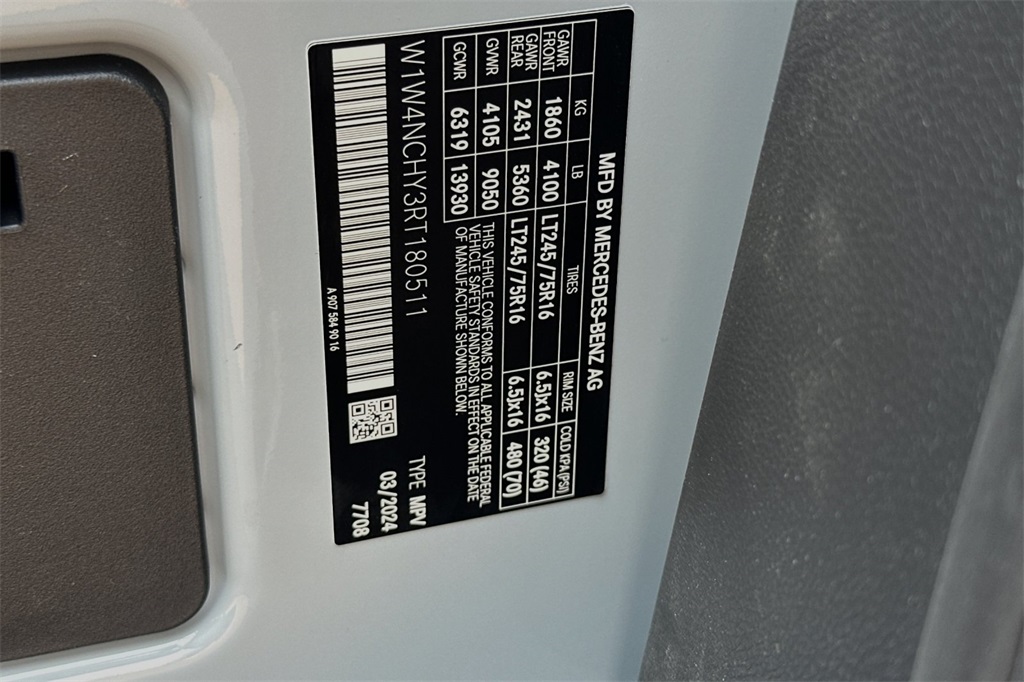 MFD BY MERCEDES-BENZ AG
KG LB TIRES RIM SIZE COLD KPA (PSI)
GAWR FRONT 1860 4100 LT245/75R16 6.5Jx16 320 (46)
GAWR REAR 2431 5360 LT245/75R16 6.5Jx16 480 (70)
GVWR 4105 9050
GCWR 6319 13930
THIS VEHICLE CONFORMS TO ALL APPLICABLE FEDERAL
VEHICLE SAFETY STANDARDS IN EFFECT ON THE DATE
OF MANUFACTURE SHOWN BELOW.
W1W4NCHY3RT180511
TYPE MPV
03/2024
7708
A 907 584 90 16